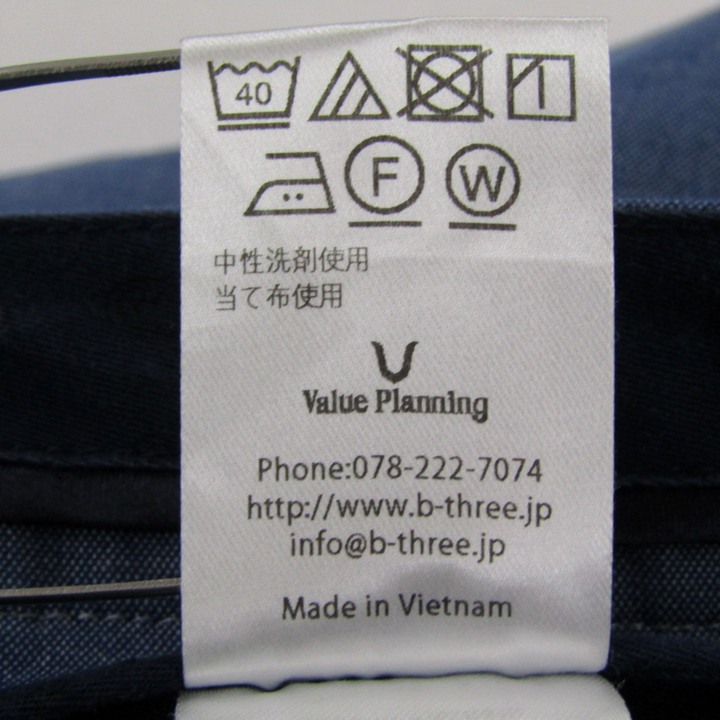 40
F W
中性洗剤使用
当て布使用
Value Planning
Phone:078-222-7074
http://www.b-three.jp
info@b-three.jp
Made in Vietnam